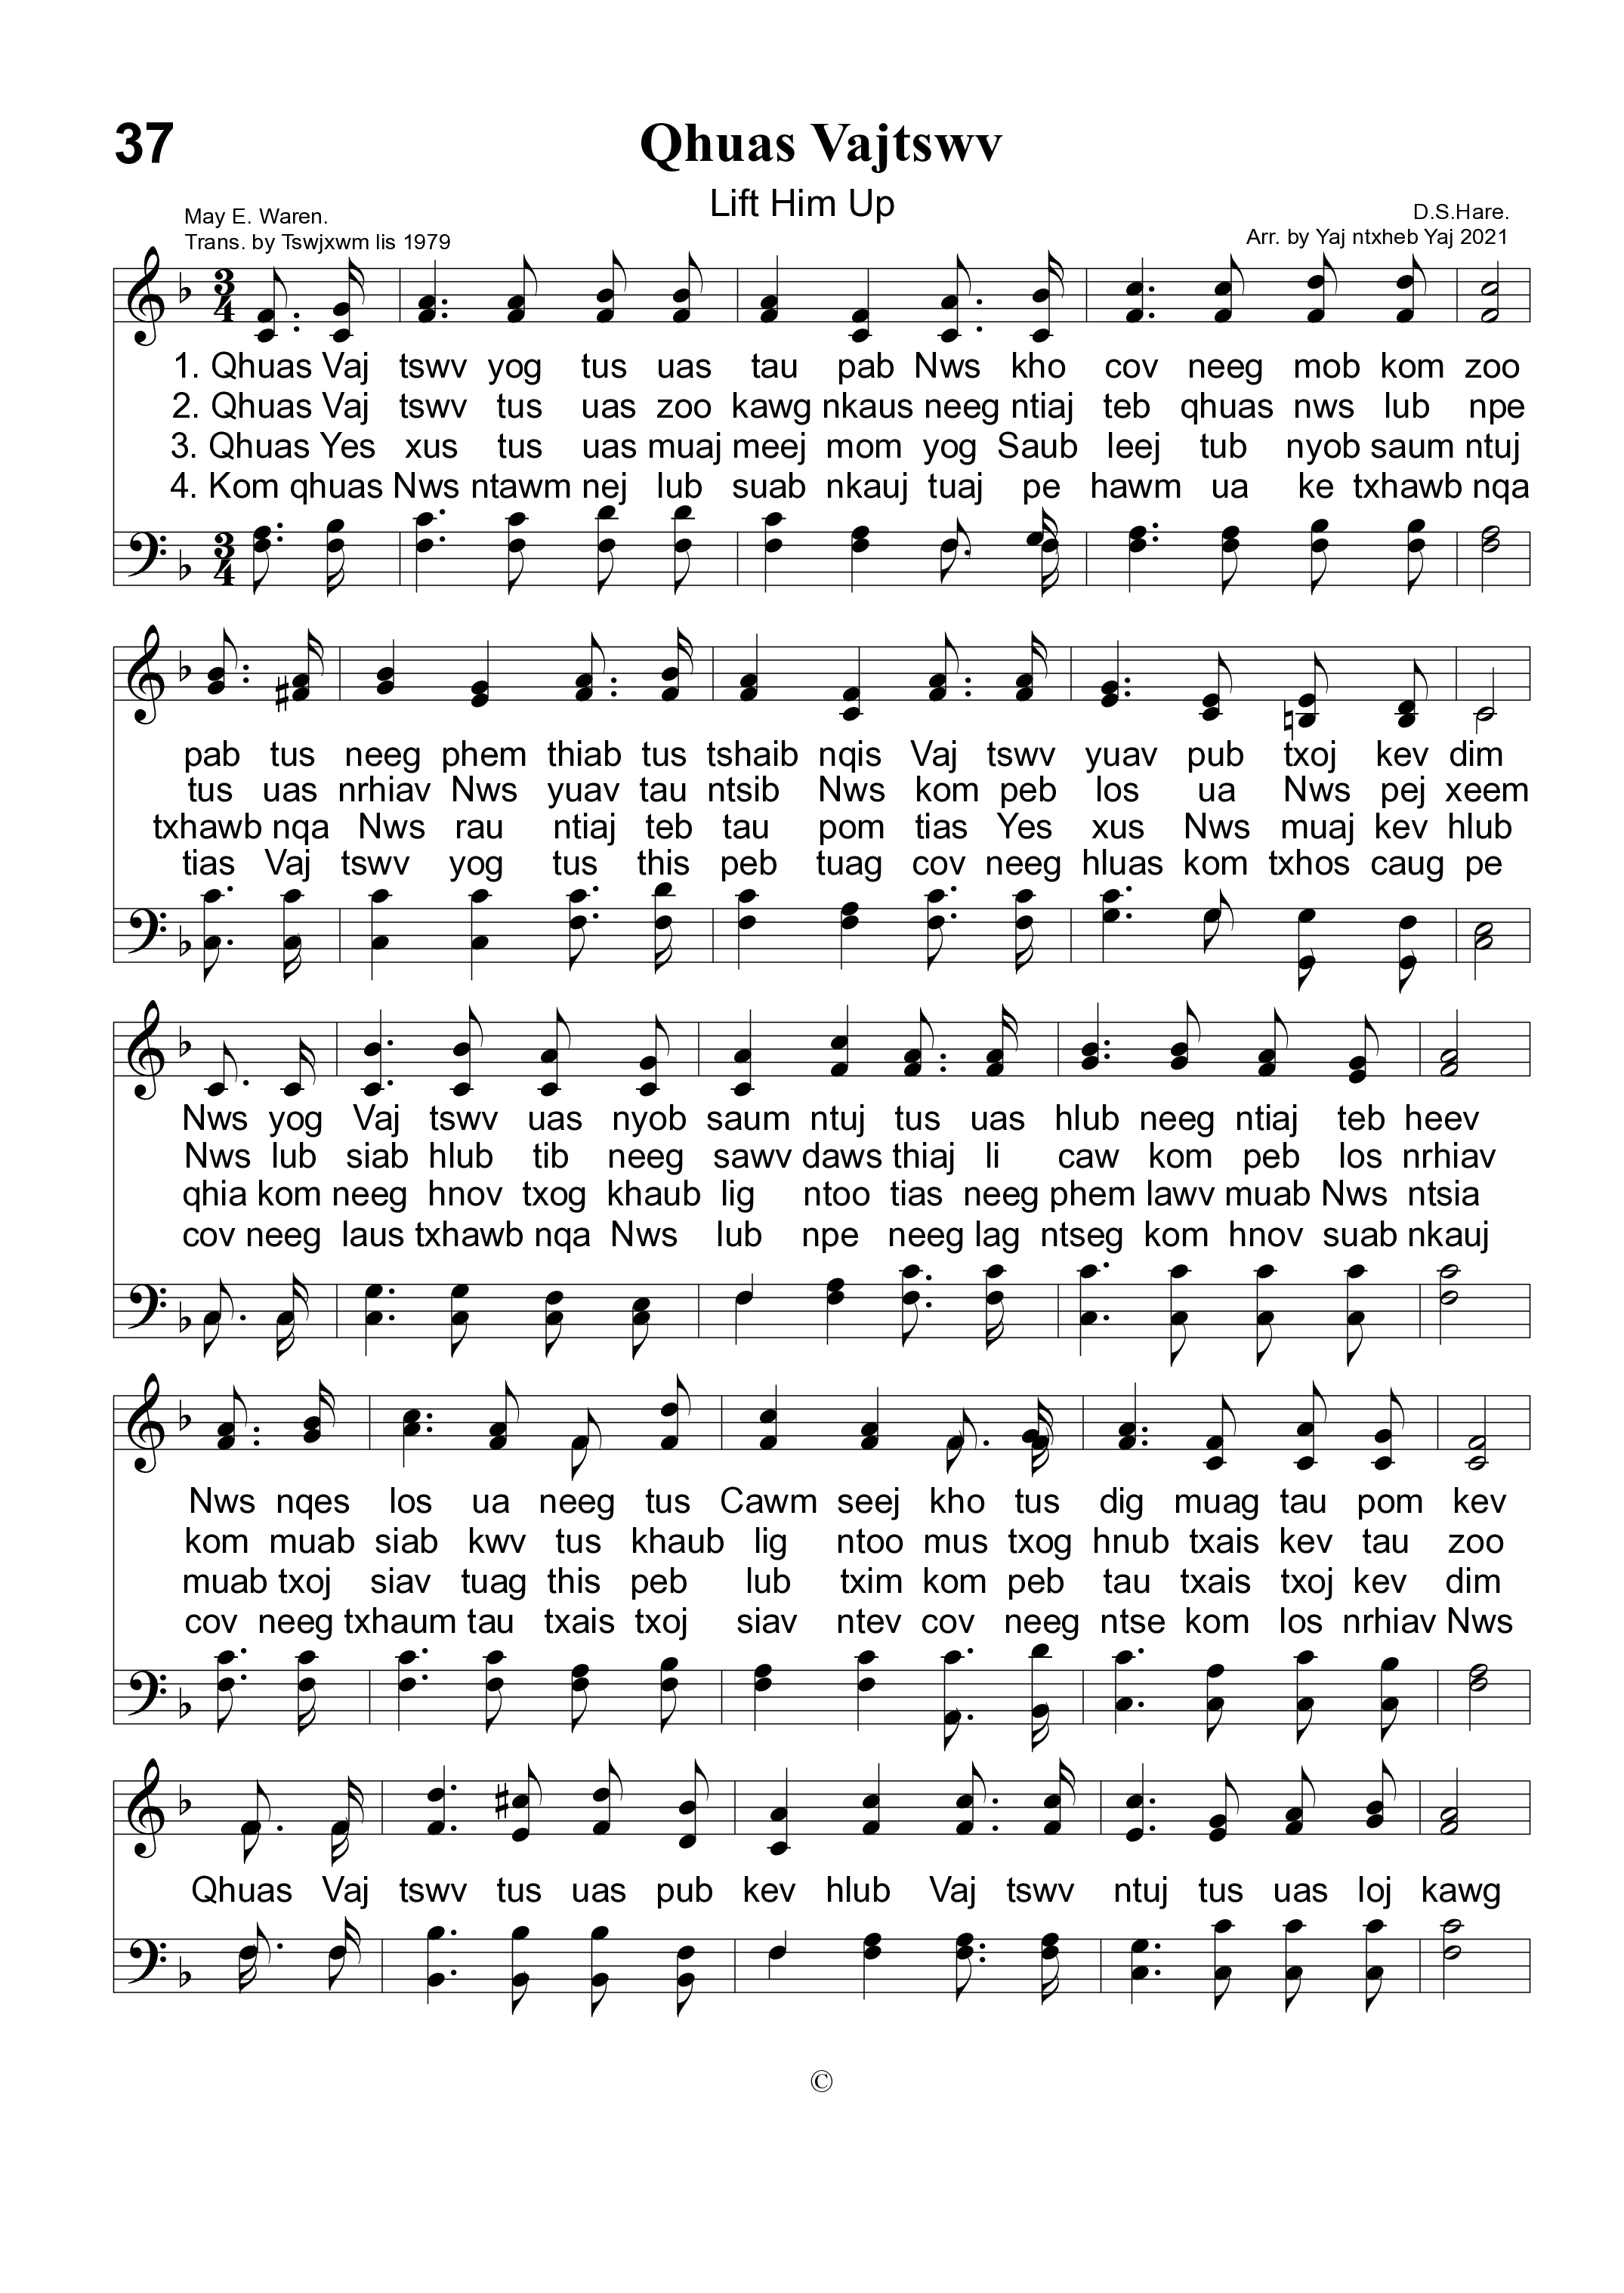 37
Qhuas Vajtswv
Lift Him Up
May E. Waren.
Trans. by Tswjxwm lis 1979
D.S.Hare.
Arr. by Yaj ntxheb Yaj 2021
1. Qhuas Vaj tswv yog tus uas tau pab Nws kho cov neeg mob kom zoo
2. Qhuas Vaj tswv tus uas zoo kawg nkaus neeg ntiaj teb qhuas nws lub npe
3. Qhuas Yes xus tus uas muaj meej mom yog Saub leej tub nyob saum ntuj
4. Kom qhuas Nws ntawm nej lub suab nkauj tuaj pe hawm ua ke txhawb nqa
pab tus neeg phem thiab tus tshaib nqis Vaj tswv yuav pub txoj kev dim
tus uas nrhiav Nws yuav tau ntsib Nws kom peb los ua Nws pej xeem
txhawb nqa Nws rau ntiaj teb tau pom tias Yes xus Nws muaj kev hlub
tias Vaj tswv yog tus this peb tuag cov neeg hluas kom txhos caug pe
Nws yog Vaj tswv uas nyob saum ntuj tus uas hlub neeg ntiaj teb heev
Nws lub siab hlub tib neeg sawv daws thiaj li caw kom peb los nrhiav
qhia kom neeg hnov txog khaub lig ntoo tias neeg phem lawv muab Nws ntsia
cov neeg laus txhawb nqa Nws lub npe neeg lag ntseg kom hnov suab nkauj
Nws nqes los ua neeg tus Cawm seej kho tus dig muag tau pom kev
kom muab siab kwv tus khaub lig ntoo mus txog hnub txais kev tau zoo
muab txoj siav tuag this peb lub txim kom peb tau txais txoj kev dim
cov neeg txhaum tau txais txoj siav ntev cov neeg ntse kom los nrhiav Nws
Qhuas Vaj tswv tus uas pub kev hlub Vaj tswv ntuj tus uas loj kawg
©